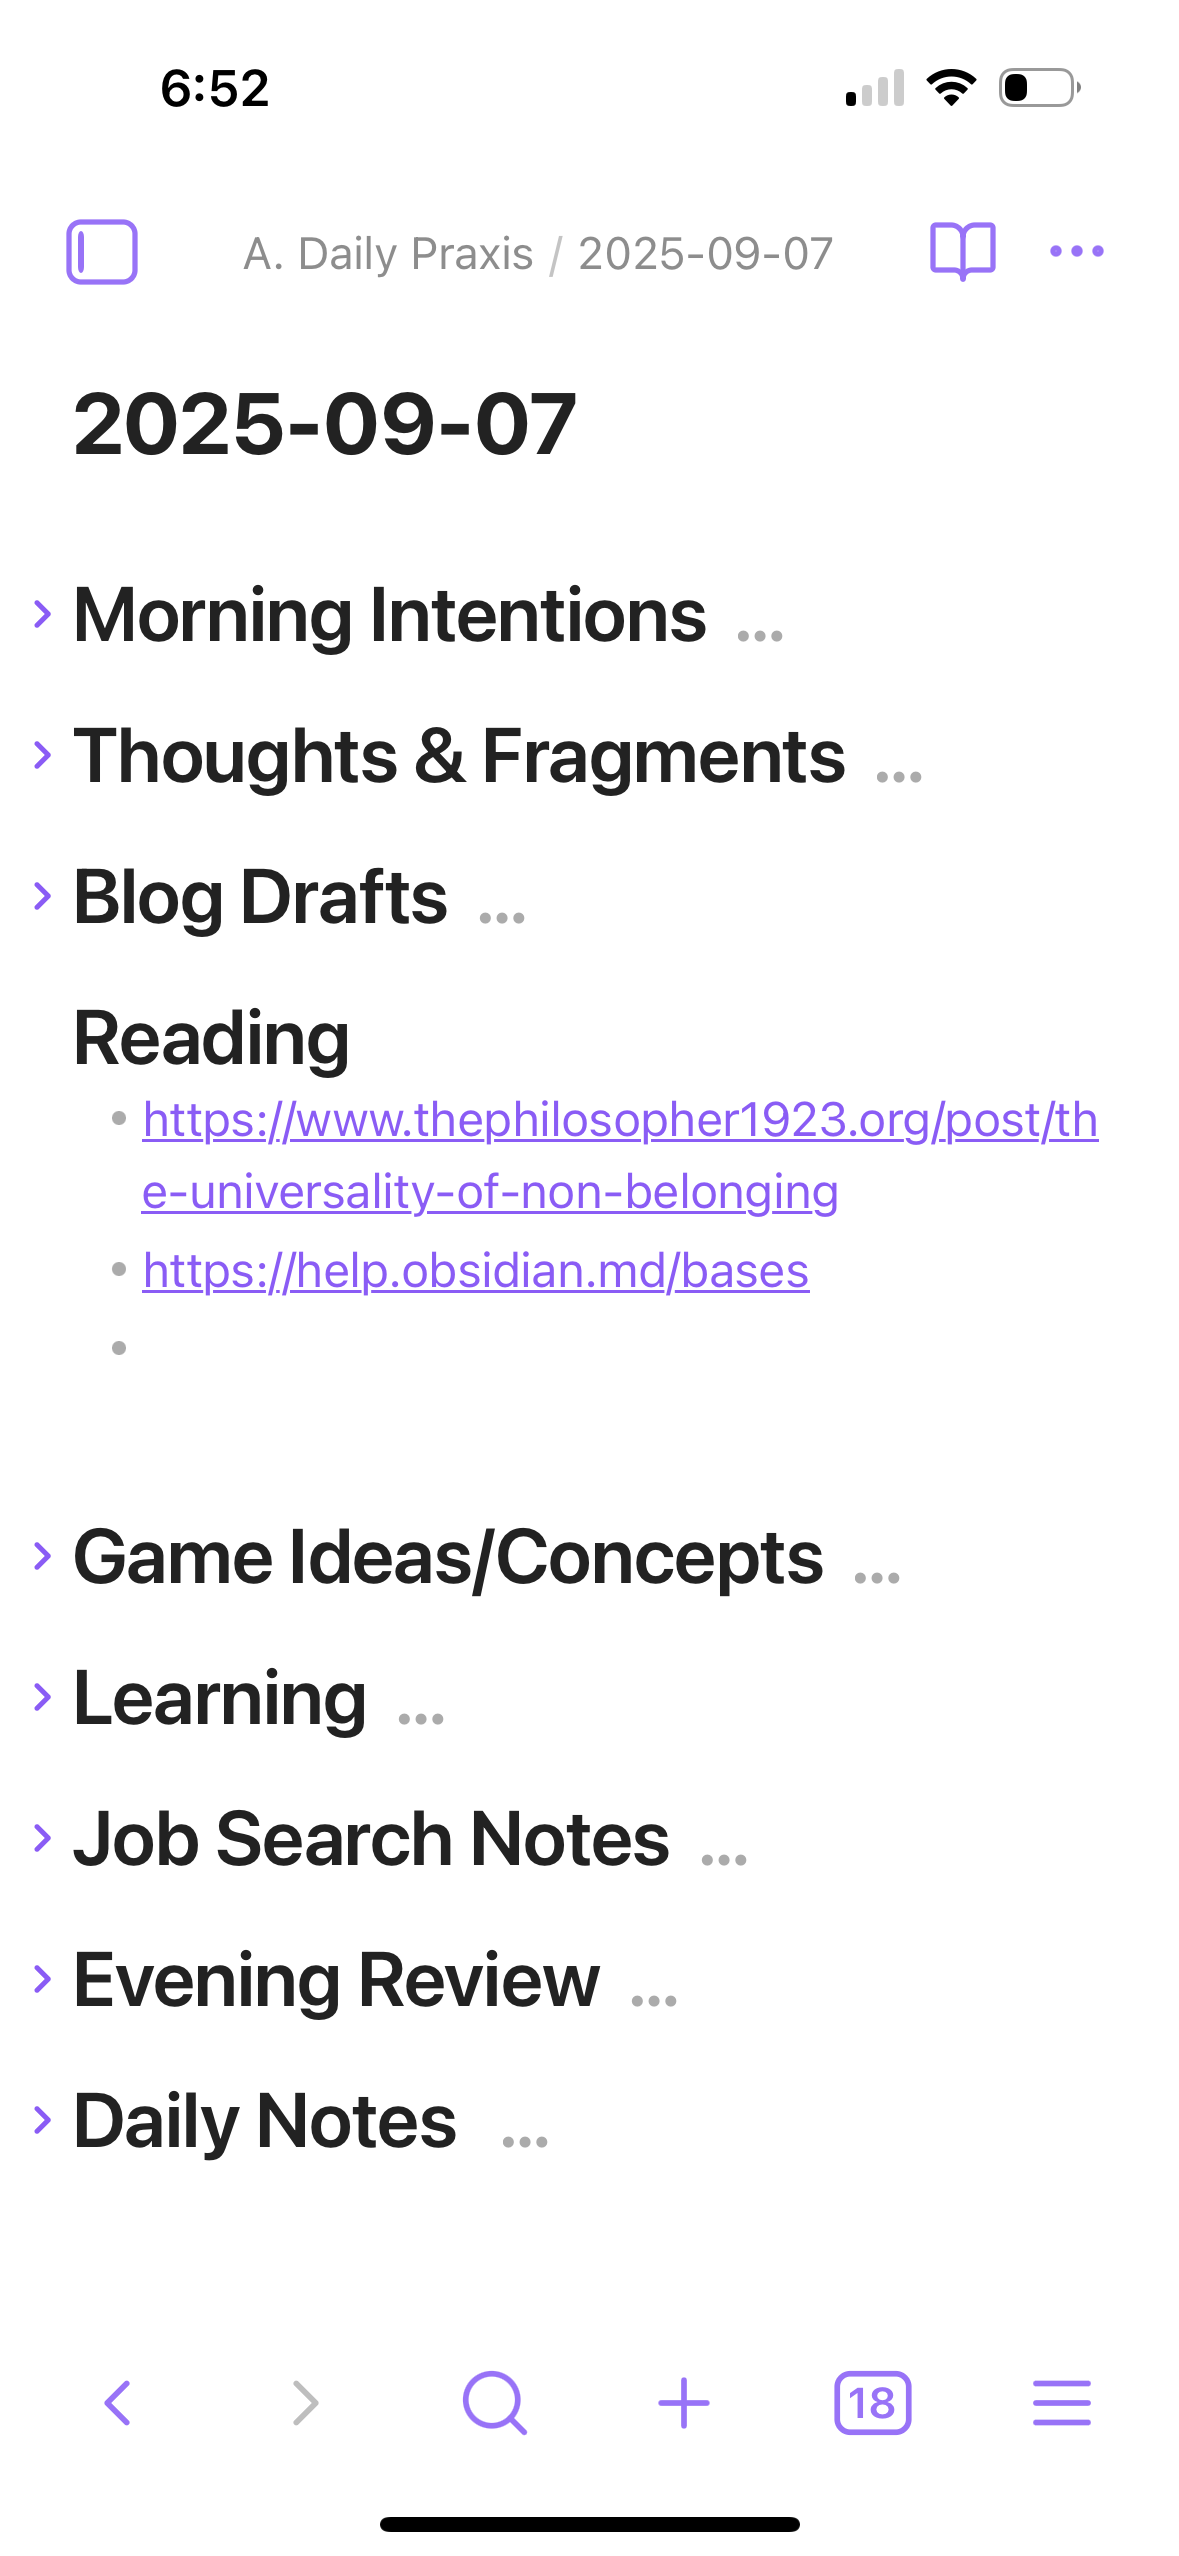 6:52
A. Daily Praxis / 2025-09-07
2025-09-07
Morning Intentions ...
Thoughts & Fragments ...
Blog Drafts ...
Reading
• https://www.thephilosopher1923.org/post/th
e-universality-of-non-belonging
• https://help.obsidian.md/bases
•
Game Ideas/Concepts ...
Learning ...
Job Search Notes ...
Evening Review ...
Daily Notes ...
18